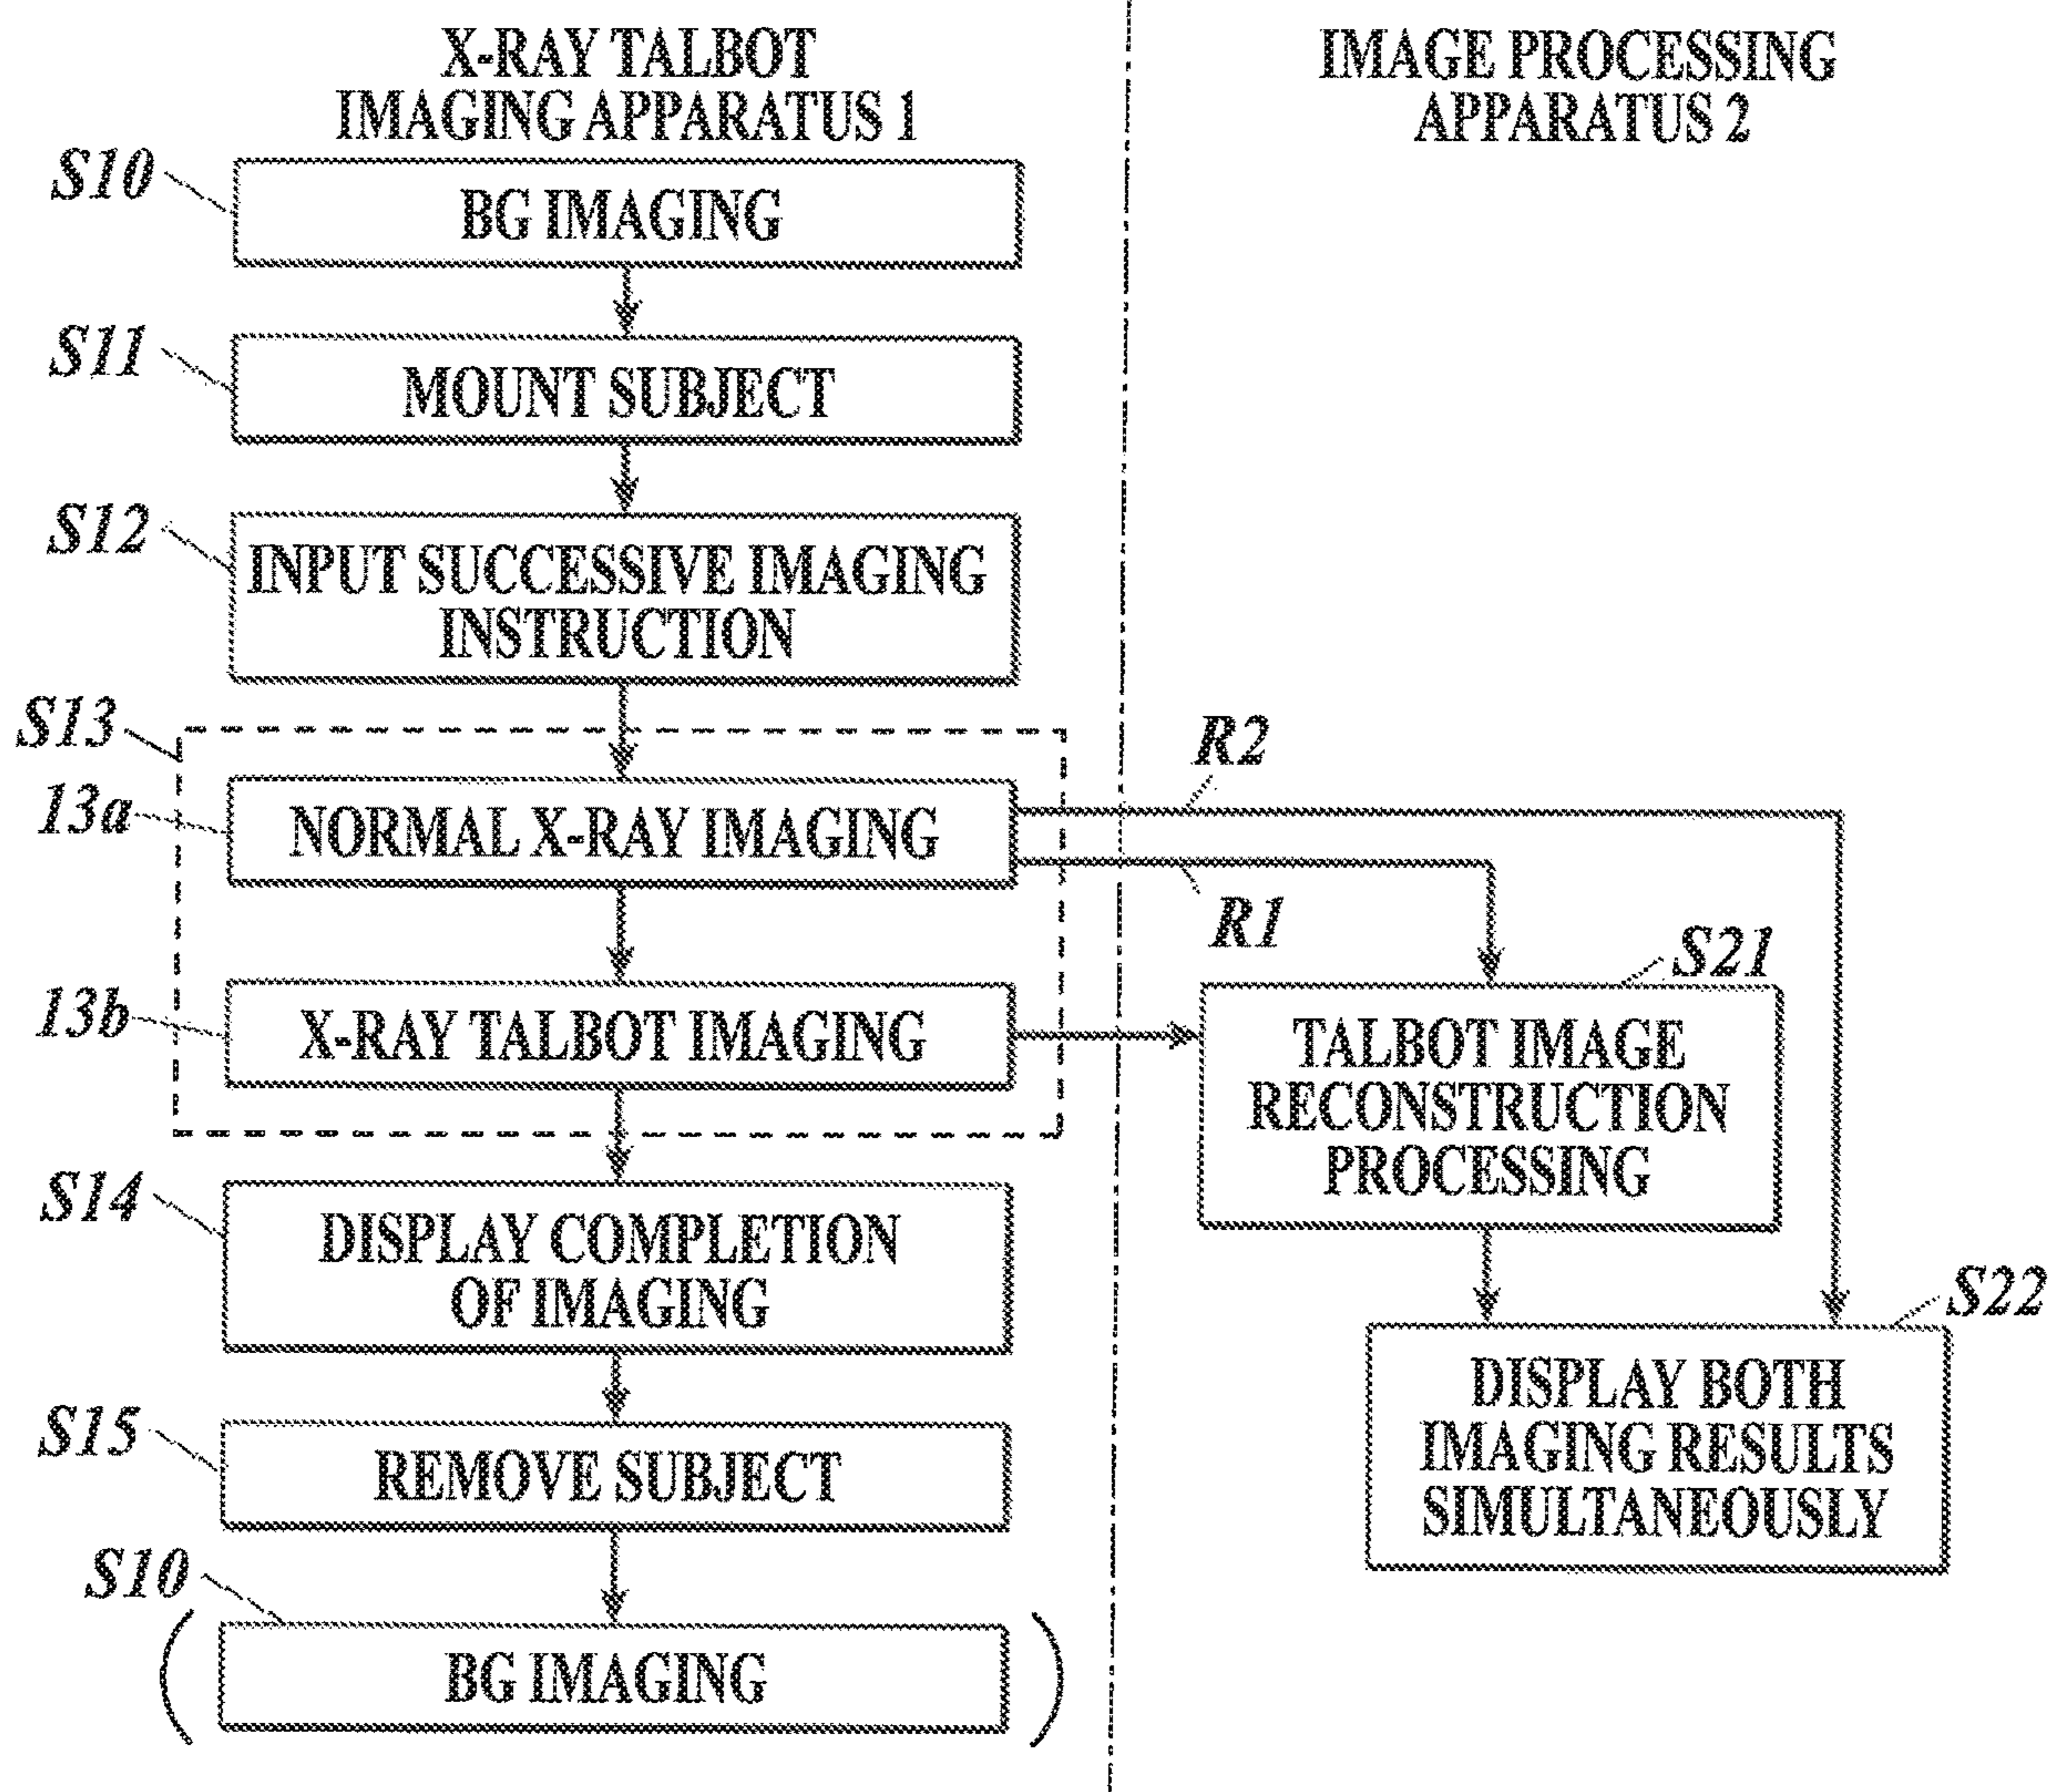 X-RAY TALBOT
IMAGING APPARATUS 1
IMAGE PROCESSING
APPARATUS 2
S10
BG IMAGING
S11
MOUNT SUBJECT
S12
INPUT SUCCESSIVE IMAGING
INSTRUCTION
S13
13a
NORMAL X-RAY IMAGING
R2
R1
13b
X-RAY TALBOT IMAGING
S21
TALBOT IMAGE
RECONSTRUCTION
PROCESSING
S14
DISPLAY COMPLETION
OF IMAGING
S22
DISPLAY BOTH
IMAGING RESULTS
SIMULTANEOUSLY
S15
REMOVE SUBJECT
S10
( BG IMAGING )